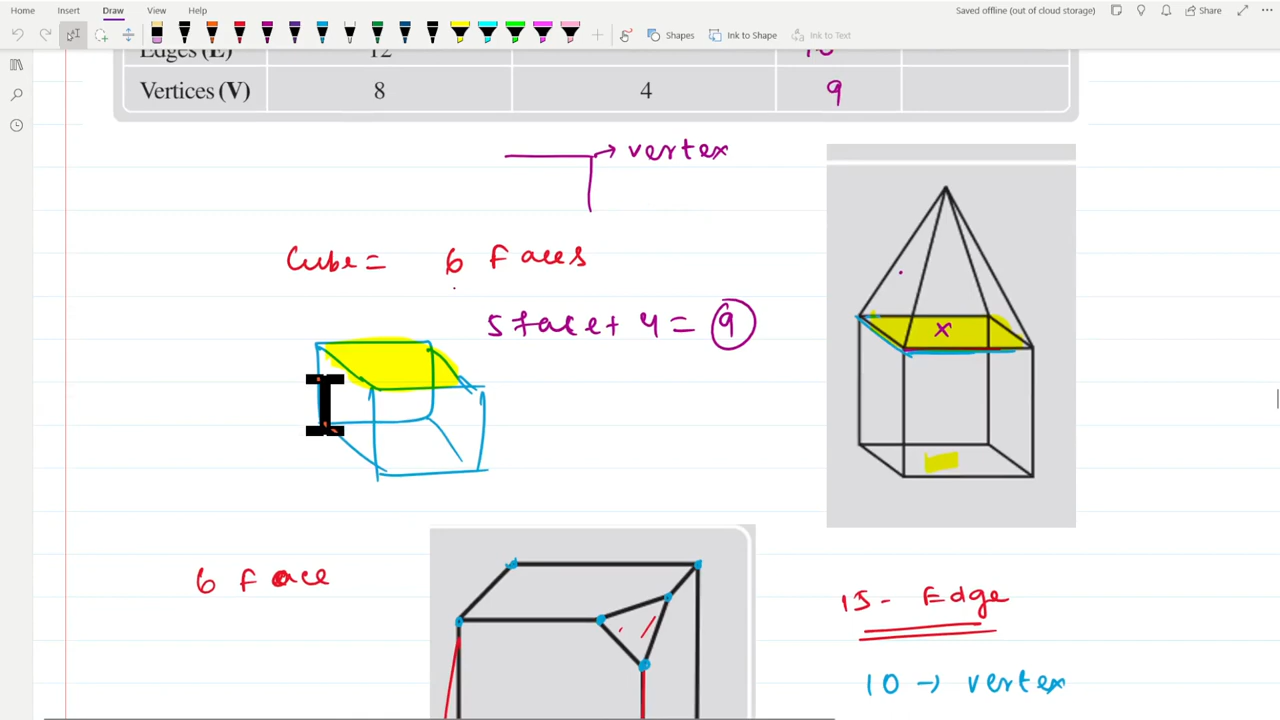 Home Insert Draw View Help Saved offline (out of cloud storage) Share
Shapes Ink to Shape Ink to Text
Edges (E) 12
Vertices (V) 8 4 9
→ vertex
Cube = 6 Faces
5 face + 4 = 9
x
6 Face
15 - Edge
10 → vertex